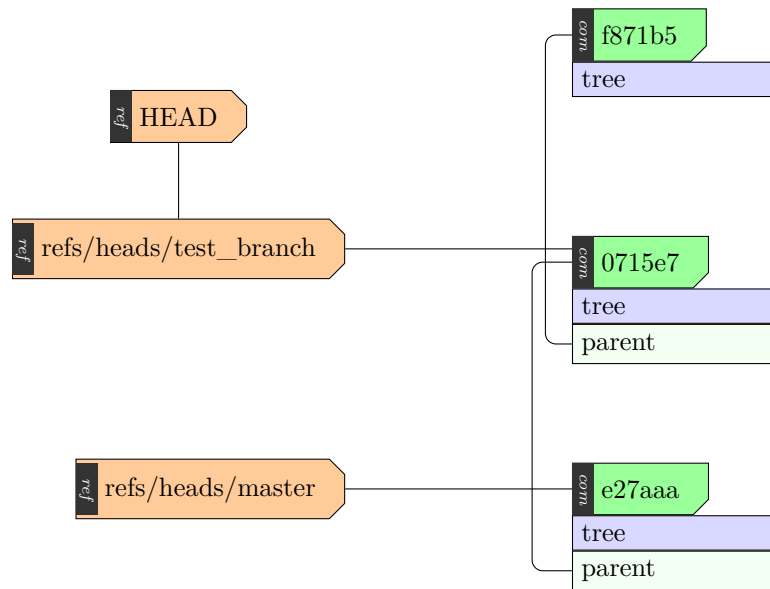 com f871b5
tree
ref HEAD
ref refs/heads/test_branch
com 0715e7
tree
parent
ref refs/heads/master
com e27aaa
tree
parent